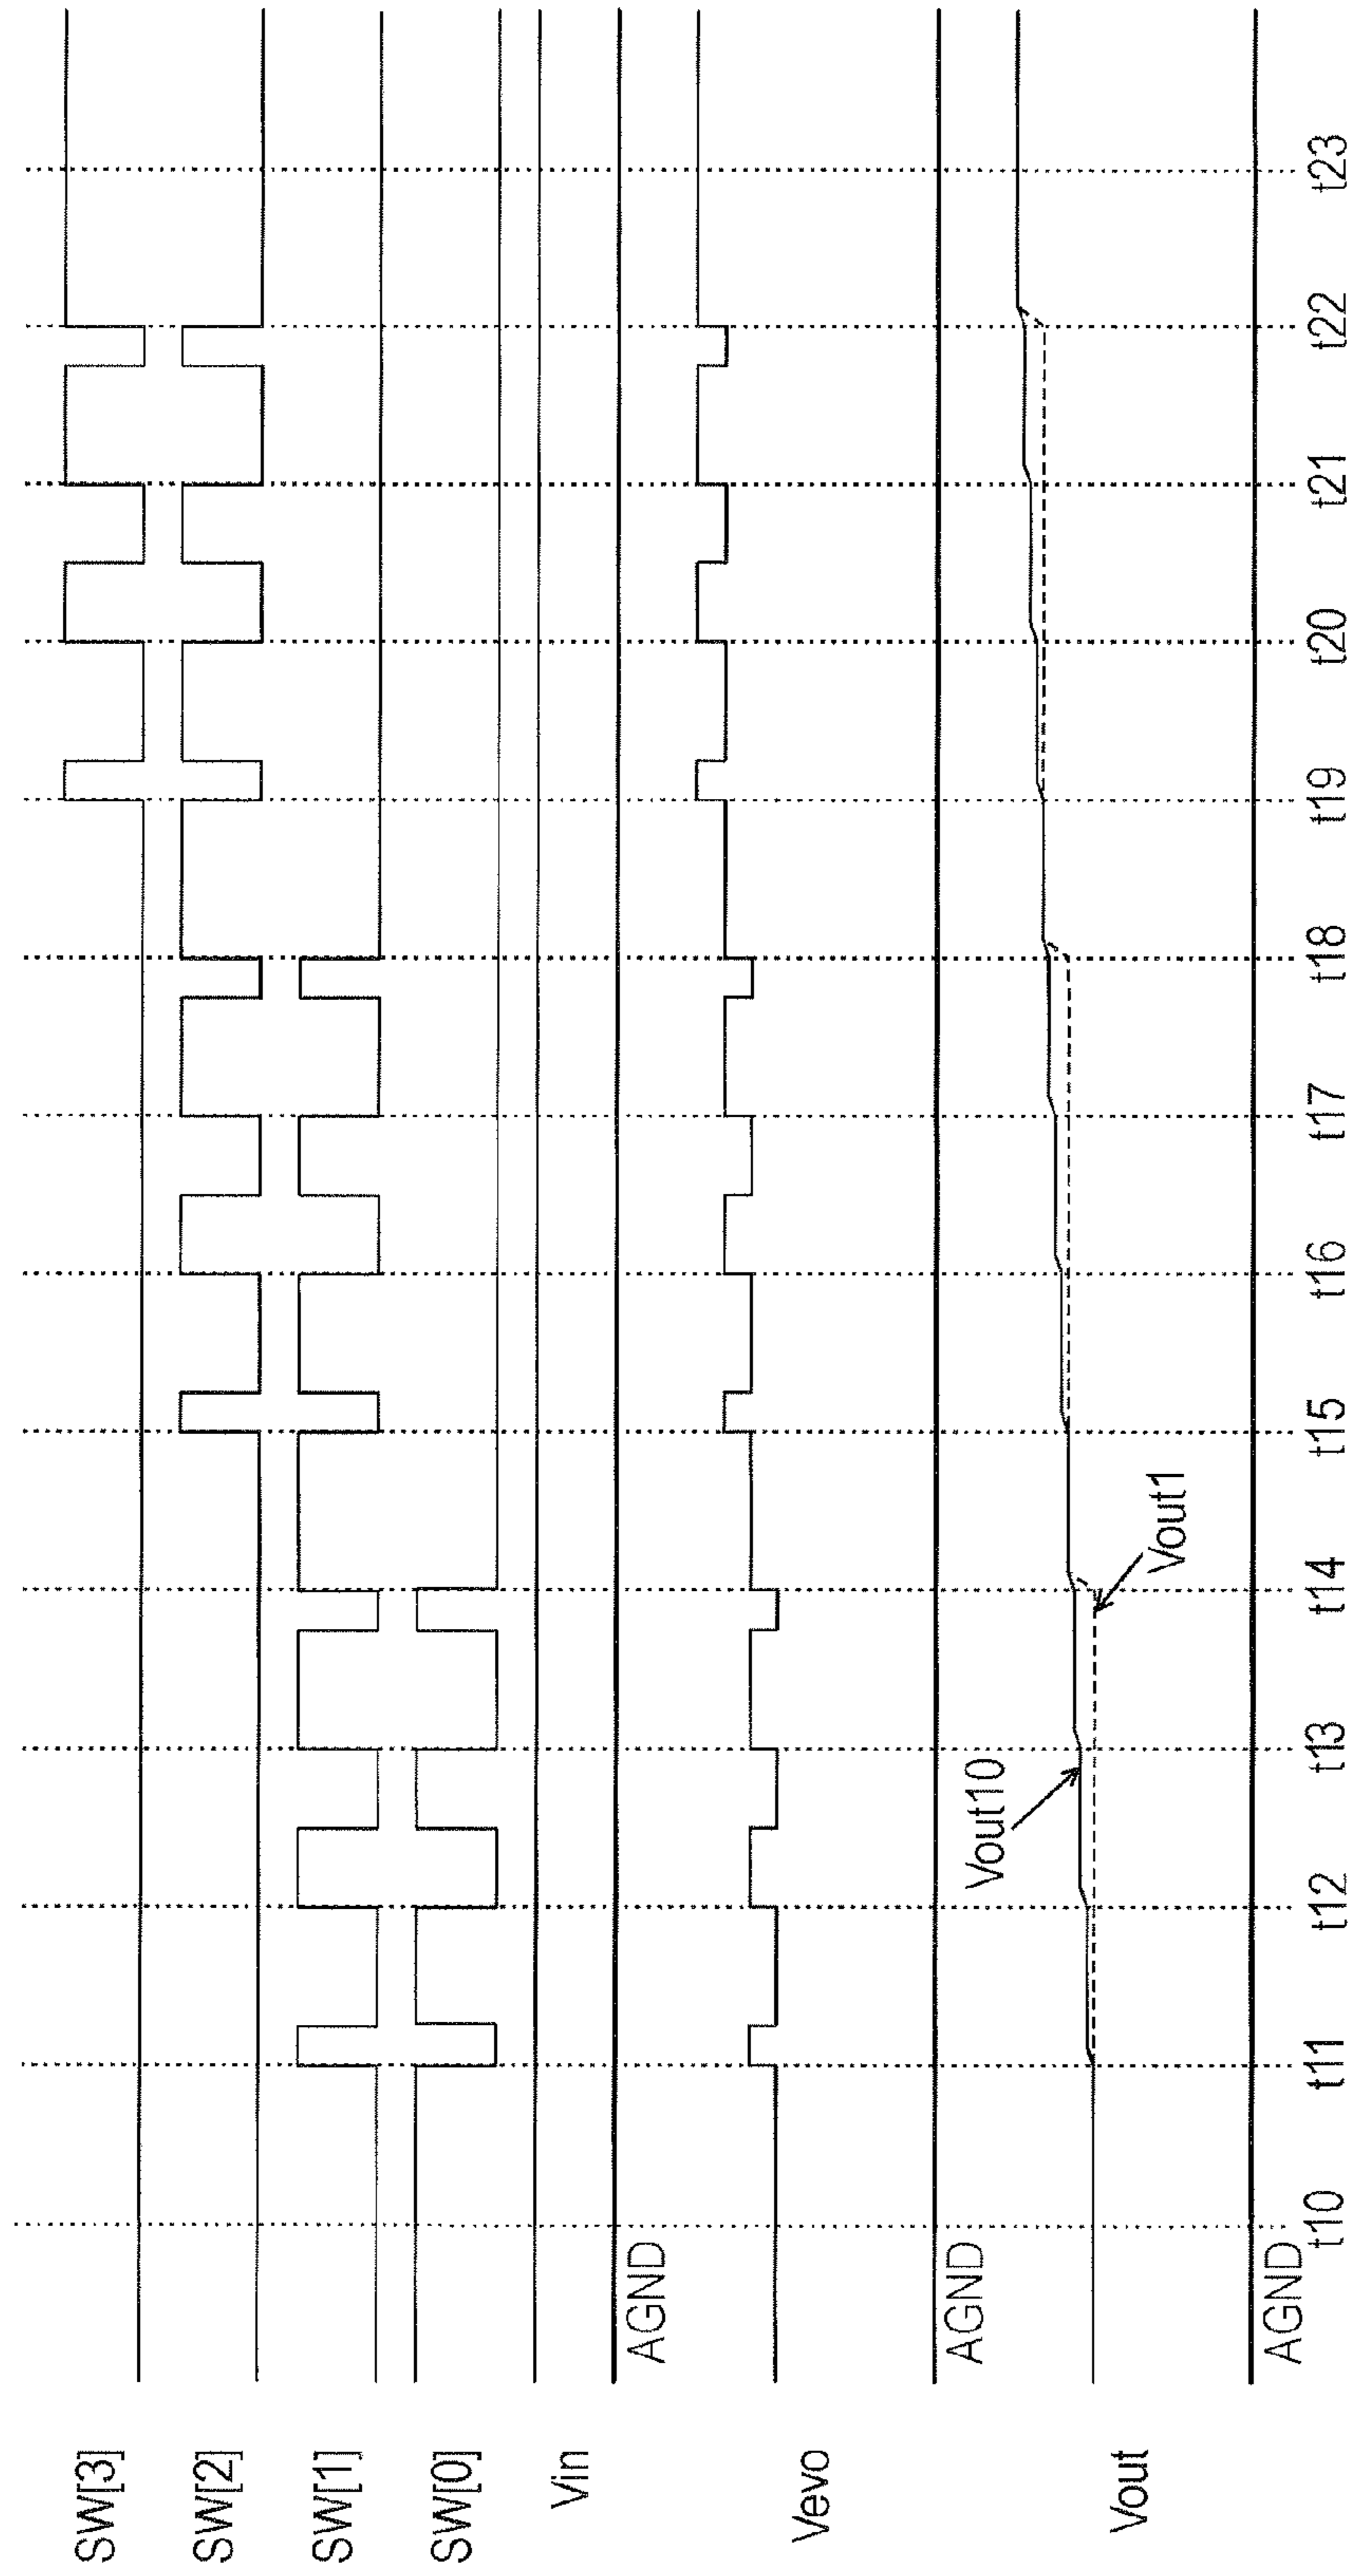 SW[3]
SW[2]
SW[1]
SW[0]
Vin
AGND
Vevo
AGND
Vout10
Vout1
Vout
AGND
t10 t11 t12 t13 t14 t15 t16 t17 t18 t19 t20 t21 t22 t23